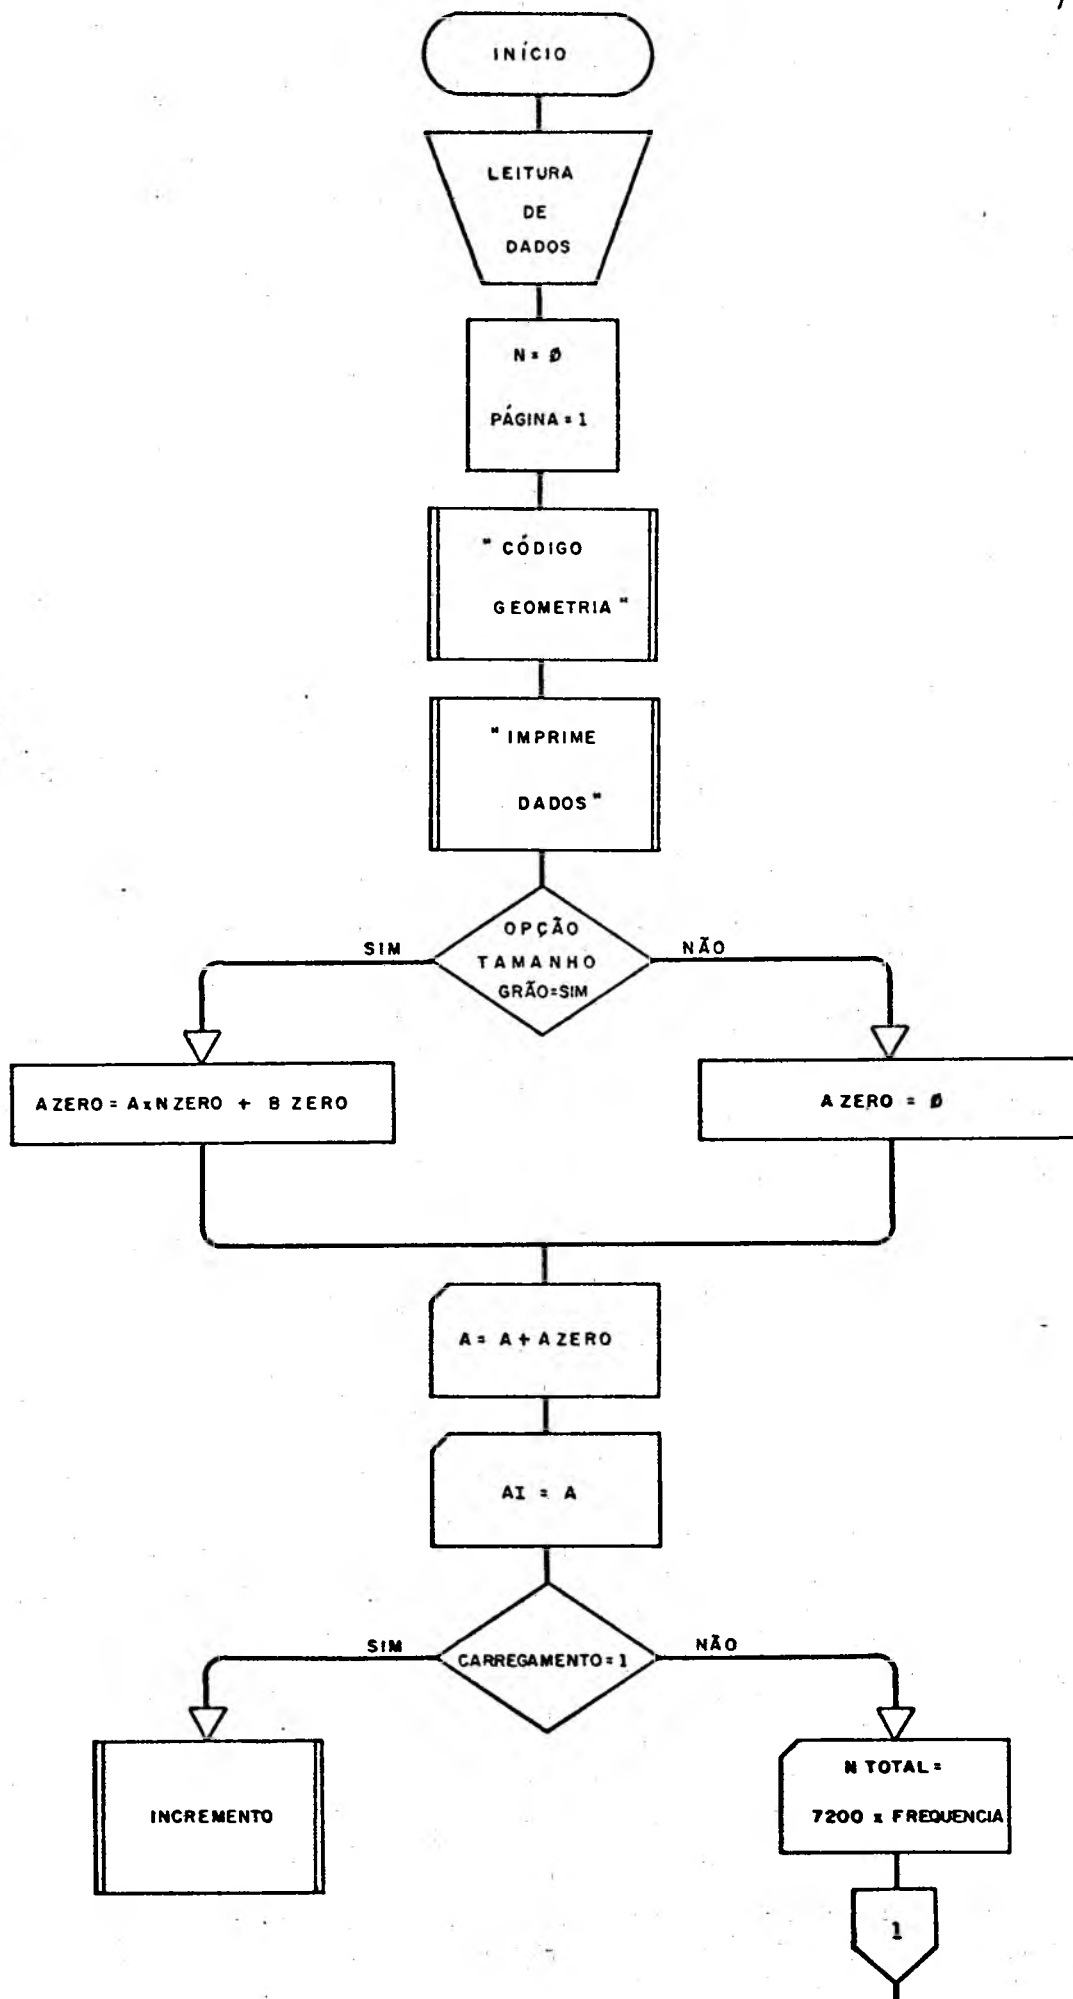 INÍCIO
LEITURA
DE
DADOS
N = Ø
PÁGINA = 1
" CÓDIGO
GEOMETRIA "
" IMPRIME
DADOS "
OPÇÃO
TAMANHO
GRÃO=SIM
SIM
NÃO
A ZERO = A x N ZERO + B ZERO
A ZERO = Ø
A = A + A ZERO
AI = A
CARREGAMENTO = 1
SIM
NÃO
INCREMENTO
N TOTAL =
7200 x FREQUENCIA
1